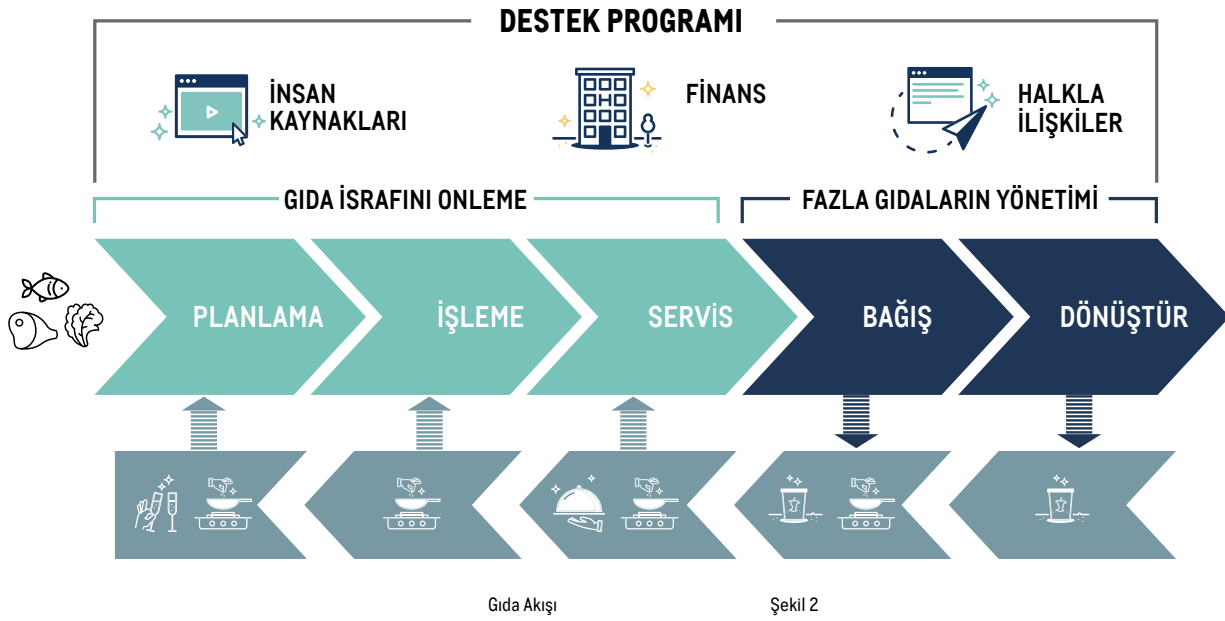 DESTEK PROGRAMI
İNSAN
KAYNAKLARI
FİNANS
HALKLA
İLİŞKİLER
GIDA İSRAFINI ONLEME
FAZLA GIDALARIN YÖNETİMİ
PLANLAMA
İŞLEME
SERVİS
BAĞIŞ
DÖNÜŞTÜR
Gıda Akışı
Şekil 2